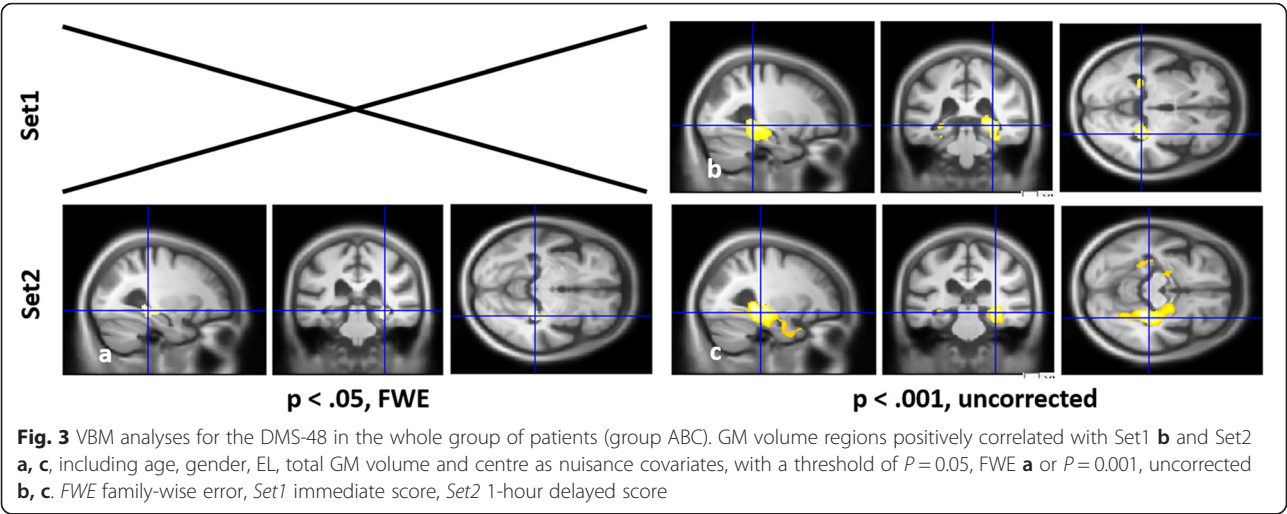 Set1
b
Set2
a
c
p < .05, FWE
p < .001, uncorrected
Fig. 3 VBM analyses for the DMS-48 in the whole group of patients (group ABC). GM volume regions positively correlated with Set1 b and Set2
a, c, including age, gender, EL, total GM volume and centre as nuisance covariates, with a threshold of P = 0.05, FWE a or P = 0.001, uncorrected
b, c. FWE family-wise error, Set1 immediate score, Set2 1-hour delayed score